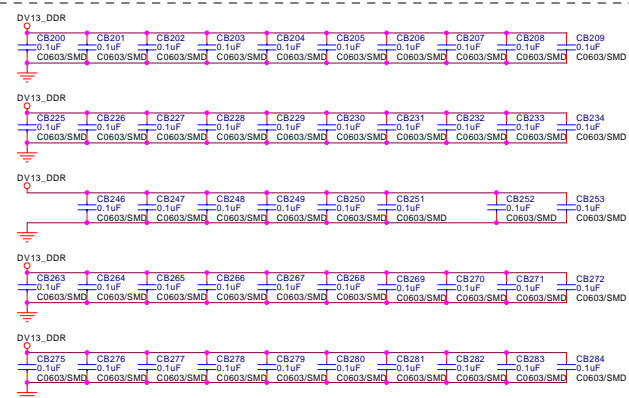 DV13_DDR
CB200 CB201 CB202 CB203 CB204 CB205 CB206 CB207 CB208 CB209
0.1uF 0.1uF 0.1uF 0.1uF 0.1uF 0.1uF 0.1uF 0.1uF 0.1uF 0.1uF
C0603/SMD C0603/SMD C0603/SMD C0603/SMD C0603/SMD C0603/SMD C0603/SMD C0603/SMD C0603/SMD C0603/SMD
DV13_DDR
CB225 CB226 CB227 CB228 CB229 CB230 CB231 CB232 CB233 CB234
0.1uF 0.1uF 0.1uF 0.1uF 0.1uF 0.1uF 0.1uF 0.1uF 0.1uF 0.1uF
C0603/SMD C0603/SMD C0603/SMD C0603/SMD C0603/SMD C0603/SMD C0603/SMD C0603/SMD C0603/SMD C0603/SMD
DV13_DDR
CB246 CB247 CB248 CB249 CB250 CB251 CB252 CB253
0.1uF 0.1uF 0.1uF 0.1uF 0.1uF 0.1uF 0.1uF 0.1uF
C0603/SMD C0603/SMD C0603/SMD C0603/SMD C0603/SMD C0603/SMD C0603/SMD C0603/SMD
DV13_DDR
CB263 CB264 CB265 CB266 CB267 CB268 CB269 CB270 CB271 CB272
0.1uF 0.1uF 0.1uF 0.1uF 0.1uF 0.1uF 0.1uF 0.1uF 0.1uF 0.1uF
C0603/SMD C0603/SMD C0603/SMD C0603/SMD C0603/SMD C0603/SMD C0603/SMD C0603/SMD C0603/SMD C0603/SMD
DV13_DDR
CB275 CB276 CB277 CB278 CB279 CB280 CB281 CB282 CB283 CB284
0.1uF 0.1uF 0.1uF 0.1uF 0.1uF 0.1uF 0.1uF 0.1uF 0.1uF 0.1uF
C0603/SMD C0603/SMD C0603/SMD C0603/SMD C0603/SMD C0603/SMD C0603/SMD C0603/SMD C0603/SMD C0603/SMD